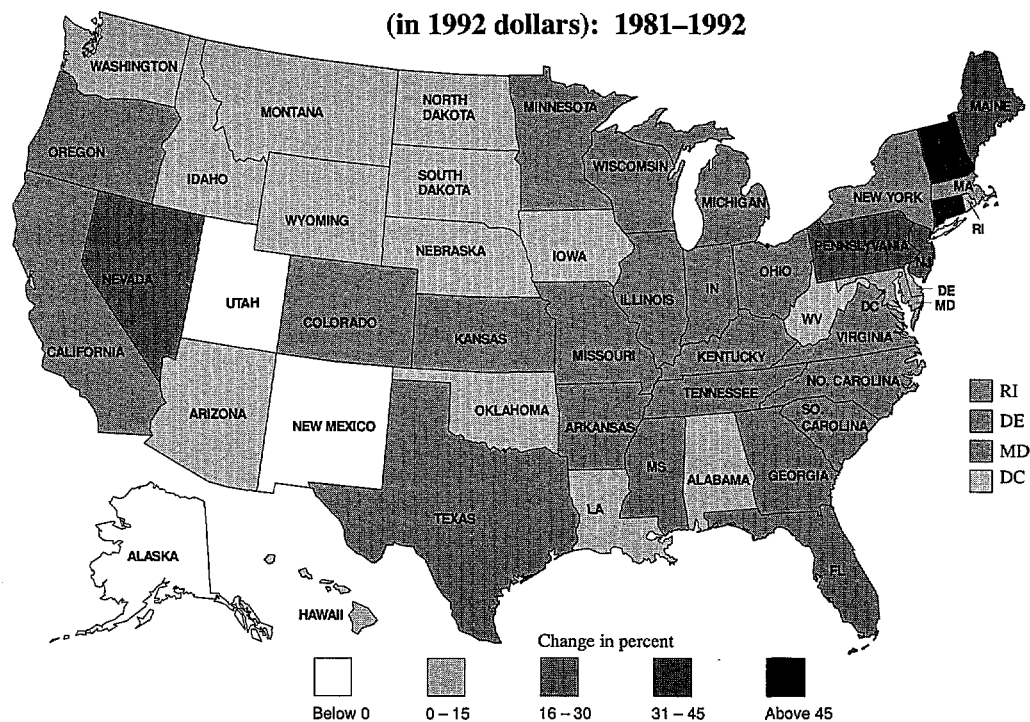 (in 1992 dollars): 1981–1992
WASHINGTON
MONTANA
NORTH
DAKOTA
MINNESOTA
MAINE
OREGON
IDAHO
SOUTH
DAKOTA
WISCOMSIN
MICHIGAN
NEW YORK
MA
RI
WYOMING
NEBRASKA
IOWA
PENNSLYVANIA
NJ
NEVADA
UTAH
COLORADO
KANSAS
ILLINOIS
IN
OHIO
DE
MD
WV
DC
VIRGINIA
CALIFORNIA
MISSOURI
KENTUCKY
NO. CAROLINA
TENNESSEE
ARIZONA
NEW MEXICO
OKLAHOMA
ARKANSAS
SO.
CAROLINA
MS
ALABAMA
GEORGIA
LA
TEXAS
FL
ALASKA
HAWAII
RI
DE
MD
DC
Change in percent
Below 0
0 – 15
16 – 30
31 – 45
Above 45